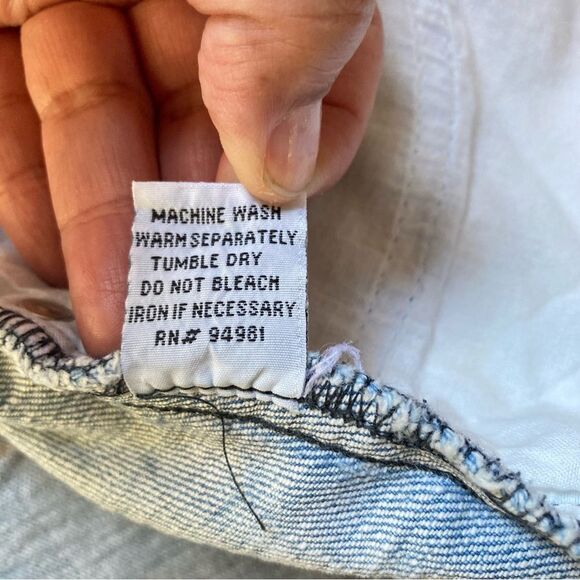 MACHINE WASH
WARM SEPARATELY
TUMBLE DRY
DO NOT BLEACH
IRON IF NECESSARY
RN# 94981